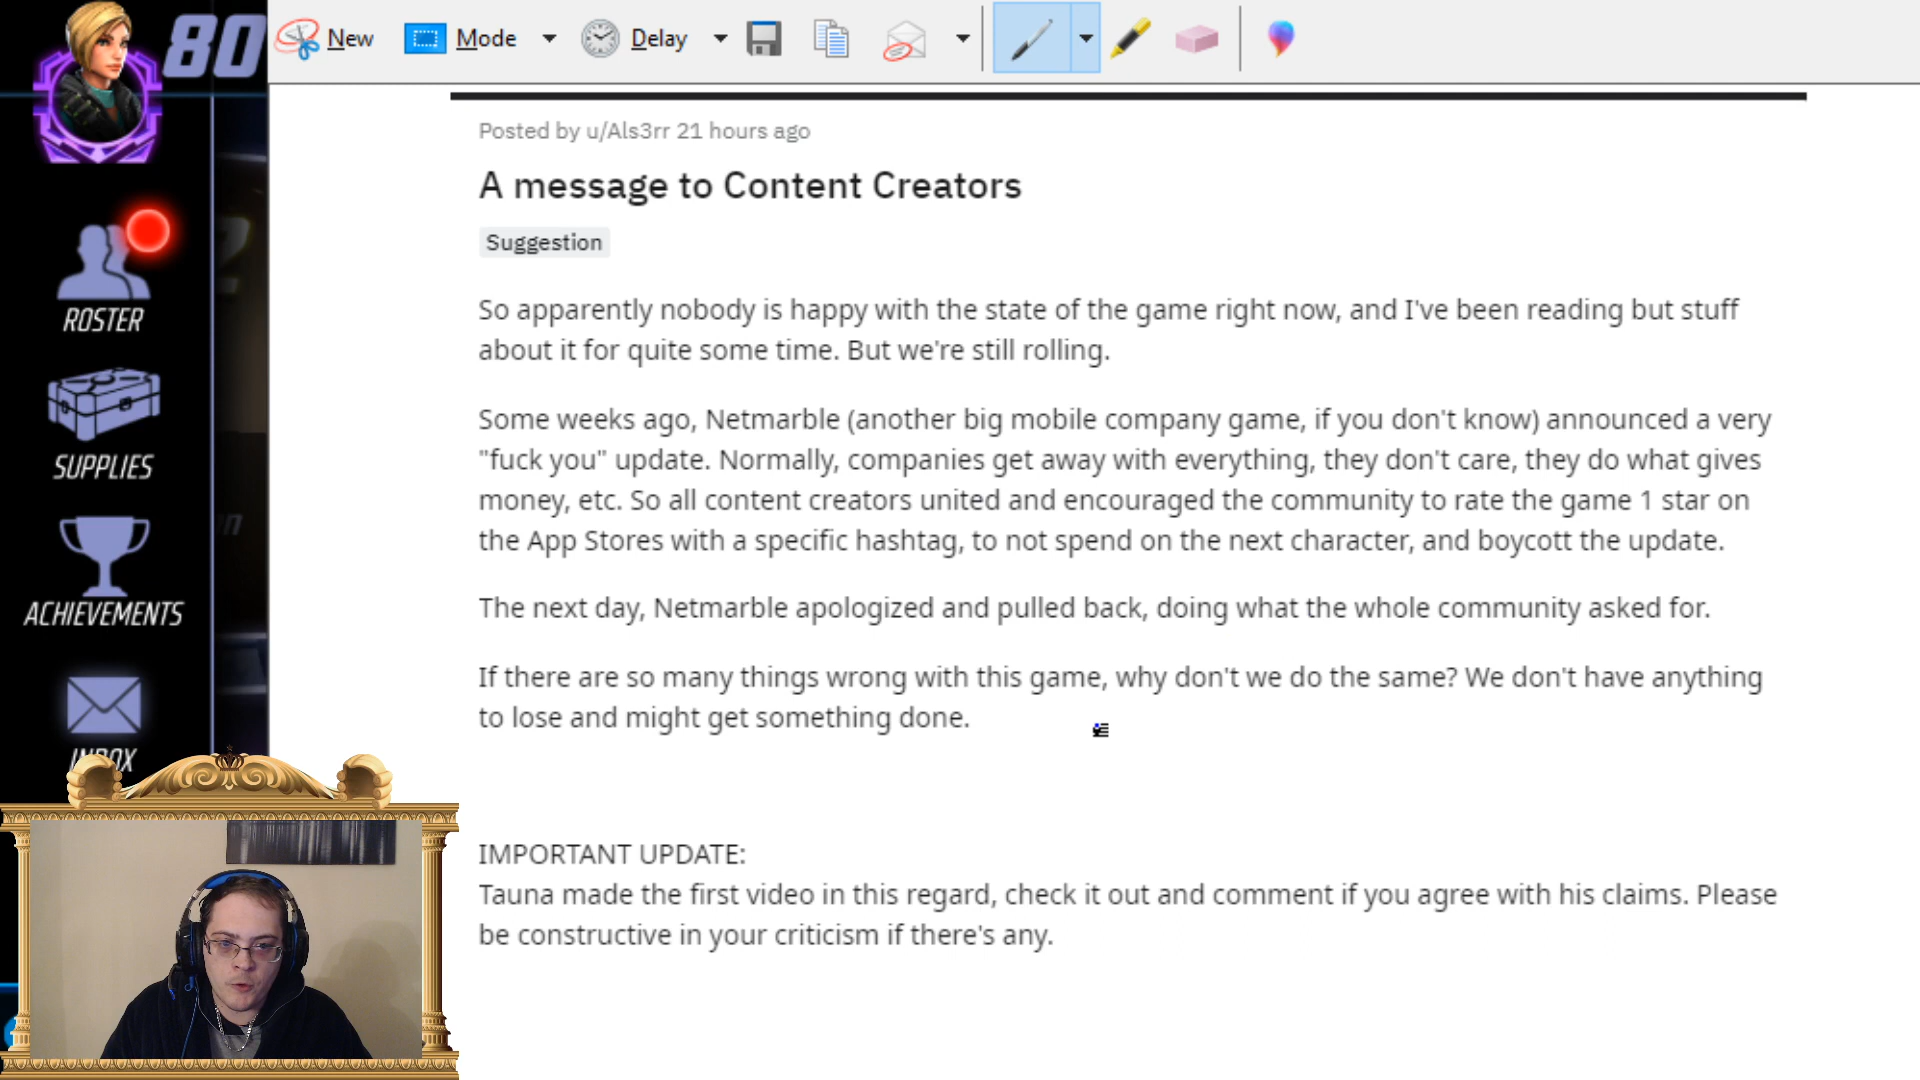 80
New
Mode
Delay
ROSTER
SUPPLIES
ACHIEVEMENTS
INBOX
Posted by u/Als3rr 21 hours ago
A message to Content Creators
Suggestion
So apparently nobody is happy with the state of the game right now, and I've been reading but stuff
about it for quite some time. But we're still rolling.
Some weeks ago, Netmarble (another big mobile company game, if you don't know) announced a very
"fuck you" update. Normally, companies get away with everything, they don't care, they do what gives
money, etc. So all content creators united and encouraged the community to rate the game 1 star on
the App Stores with a specific hashtag, to not spend on the next character, and boycott the update.
The next day, Netmarble apologized and pulled back, doing what the whole community asked for.
If there are so many things wrong with this game, why don't we do the same? We don't have anything
to lose and might get something done.
IMPORTANT UPDATE:
Tauna made the first video in this regard, check it out and comment if you agree with his claims. Please
be constructive in your criticism if there's any.